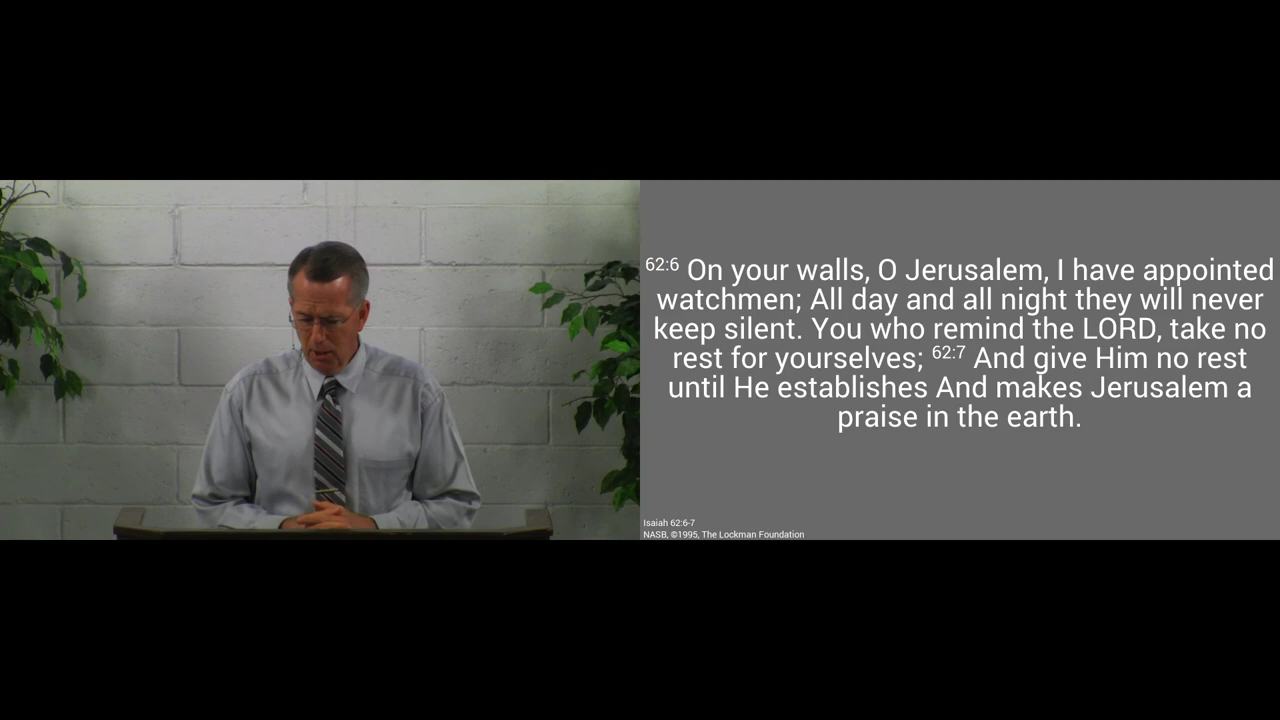 62:6 On your walls, O Jerusalem, I have appointed
watchmen; All day and all night they will never
keep silent. You who remind the LORD, take no
rest for yourselves; 62:7 And give Him no rest
until He establishes And makes Jerusalem a
praise in the earth.
Isaiah 62:6-7
NASB, ©1995, The Lockman Foundation